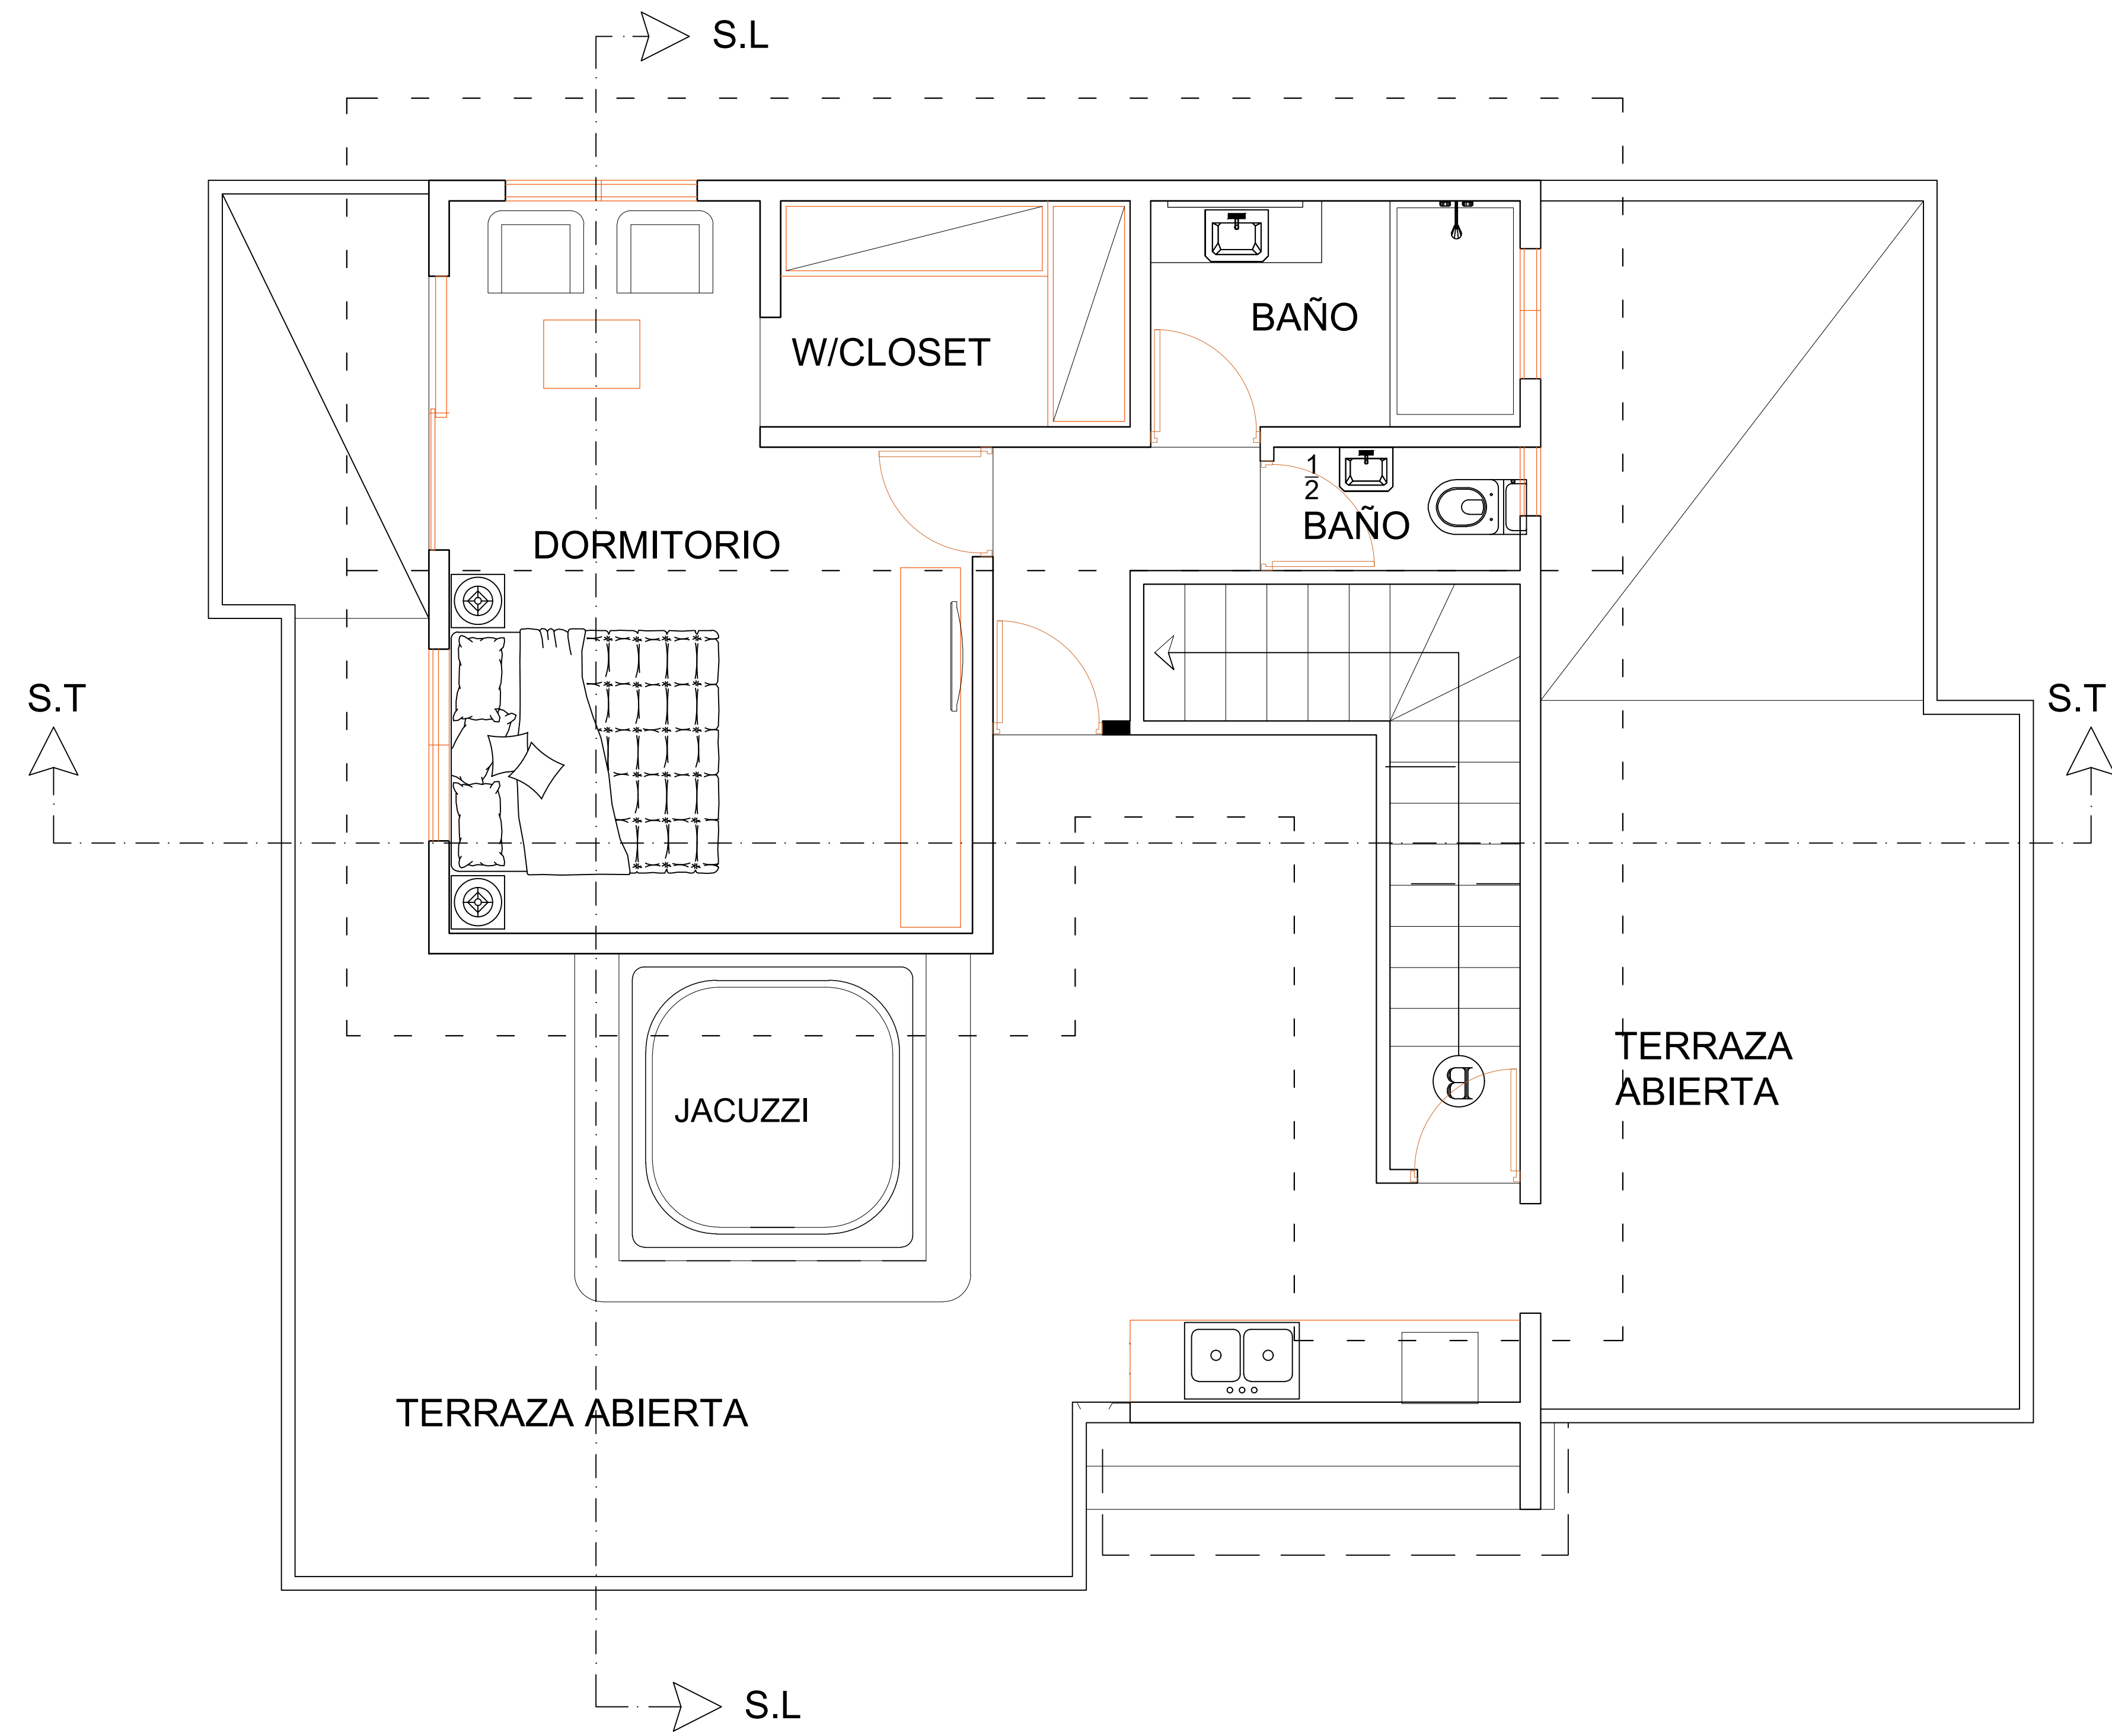 S.L
BAÑO
W/CLOSET
1
2
BAÑO
DORMITORIO
S.T
S.T
TERRAZA
ABIERTA
B
JACUZZI
TERRAZA ABIERTA
S.L